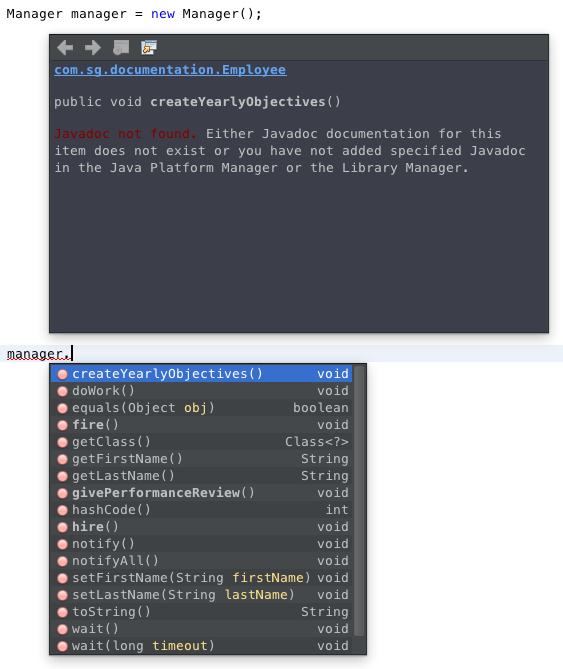 Manager manager = new Manager();
com.sg.documentation.Employee
public void createYearlyObjectives()
Javadoc not found. Either Javadoc documentation for this
item does not exist or you have not added specified Javadoc
in the Java Platform Manager or the Library Manager.
manager.
createYearlyObjectives() void
doWork() void
equals(Object obj) boolean
fire() void
getClass() Class<?>
getFirstName() String
getLastName() String
givePerformanceReview() void
hashCode() int
hire() void
notify() void
notifyAll() void
setFirstName(String firstName) void
setLastName(String lastName) void
toString() String
wait() void
wait(long timeout) void